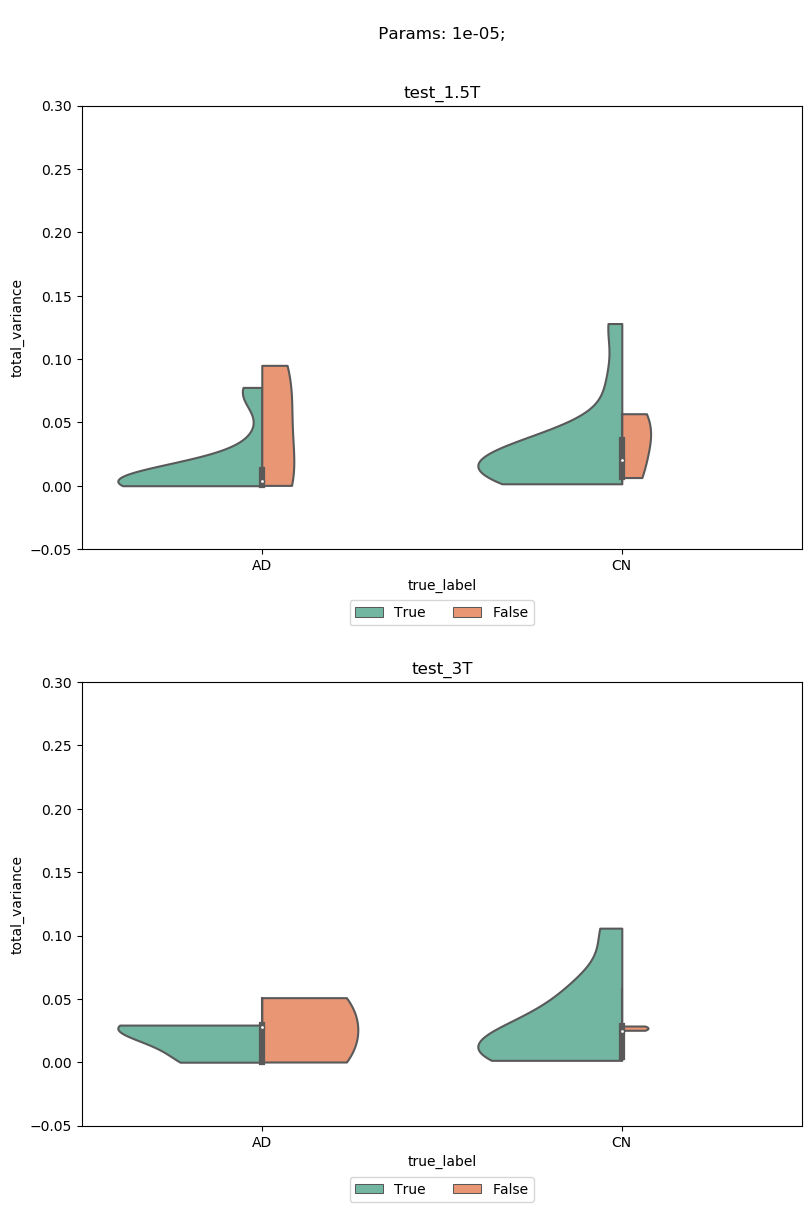 Params: 1e-05;
test_1.5T
0.30
0.25
0.20
0.15
0.10
0.05
0.00
−0.05
total_variance
AD CN
true_label
True False
test_3T
0.30
0.25
0.20
0.15
0.10
0.05
0.00
−0.05
total_variance
AD CN
true_label
True False